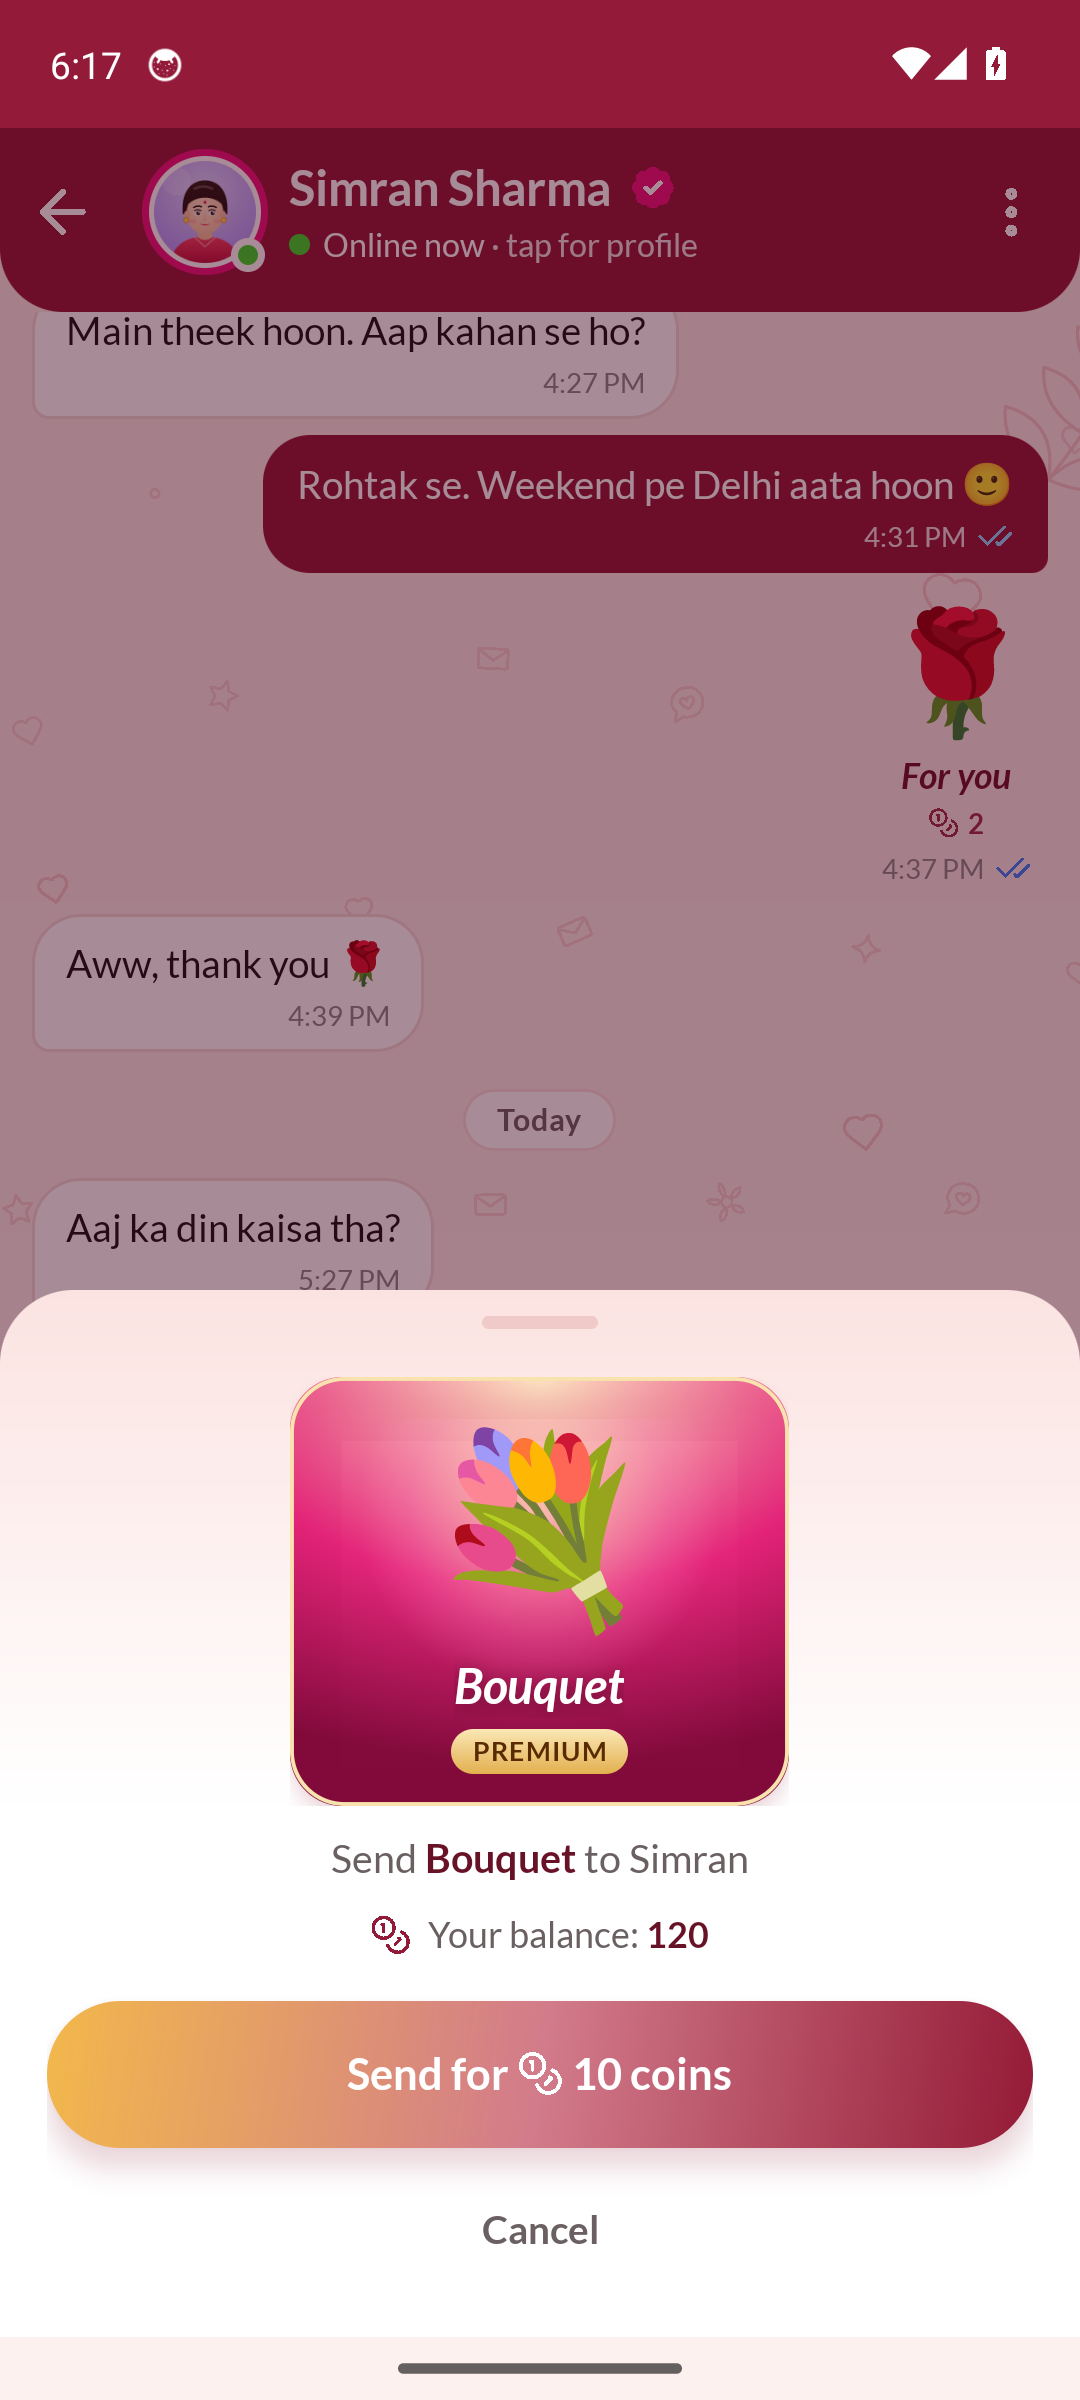 6:17
Simran Sharma
Online now · tap for profile
Main theek hoon. Aap kahan se ho?
4:27 PM
Rohtak se. Weekend pe Delhi aata hoon 🙂
4:31 PM
For you
2
4:37 PM
Aww, thank you 🌹
4:39 PM
Today
Aaj ka din kaisa tha?
5:27 PM
Bouquet
PREMIUM
Send Bouquet to Simran
Your balance: 120
Send for 10 coins
Cancel